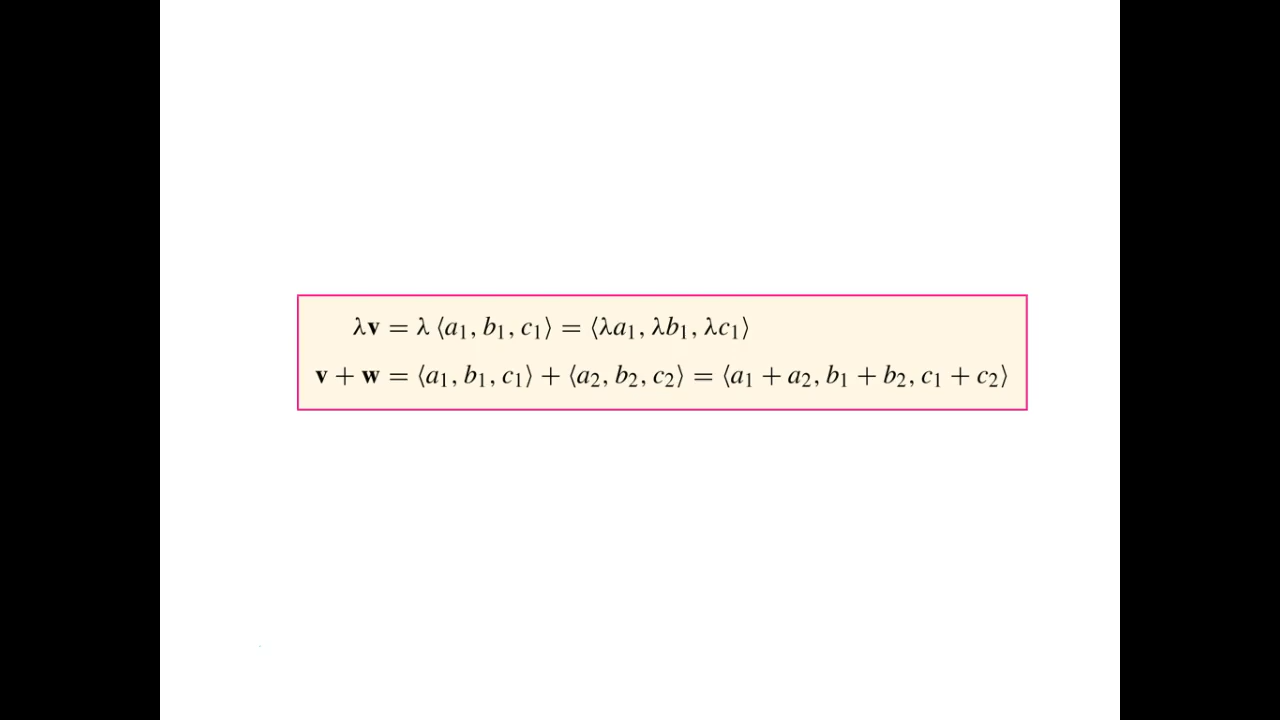 λv = λ ⟨a₁, b₁, c₁⟩ = ⟨λa₁, λb₁, λc₁⟩
v + w = ⟨a₁, b₁, c₁⟩ + ⟨a₂, b₂, c₂⟩ = ⟨a₁ + a₂, b₁ + b₂, c₁ + c₂⟩